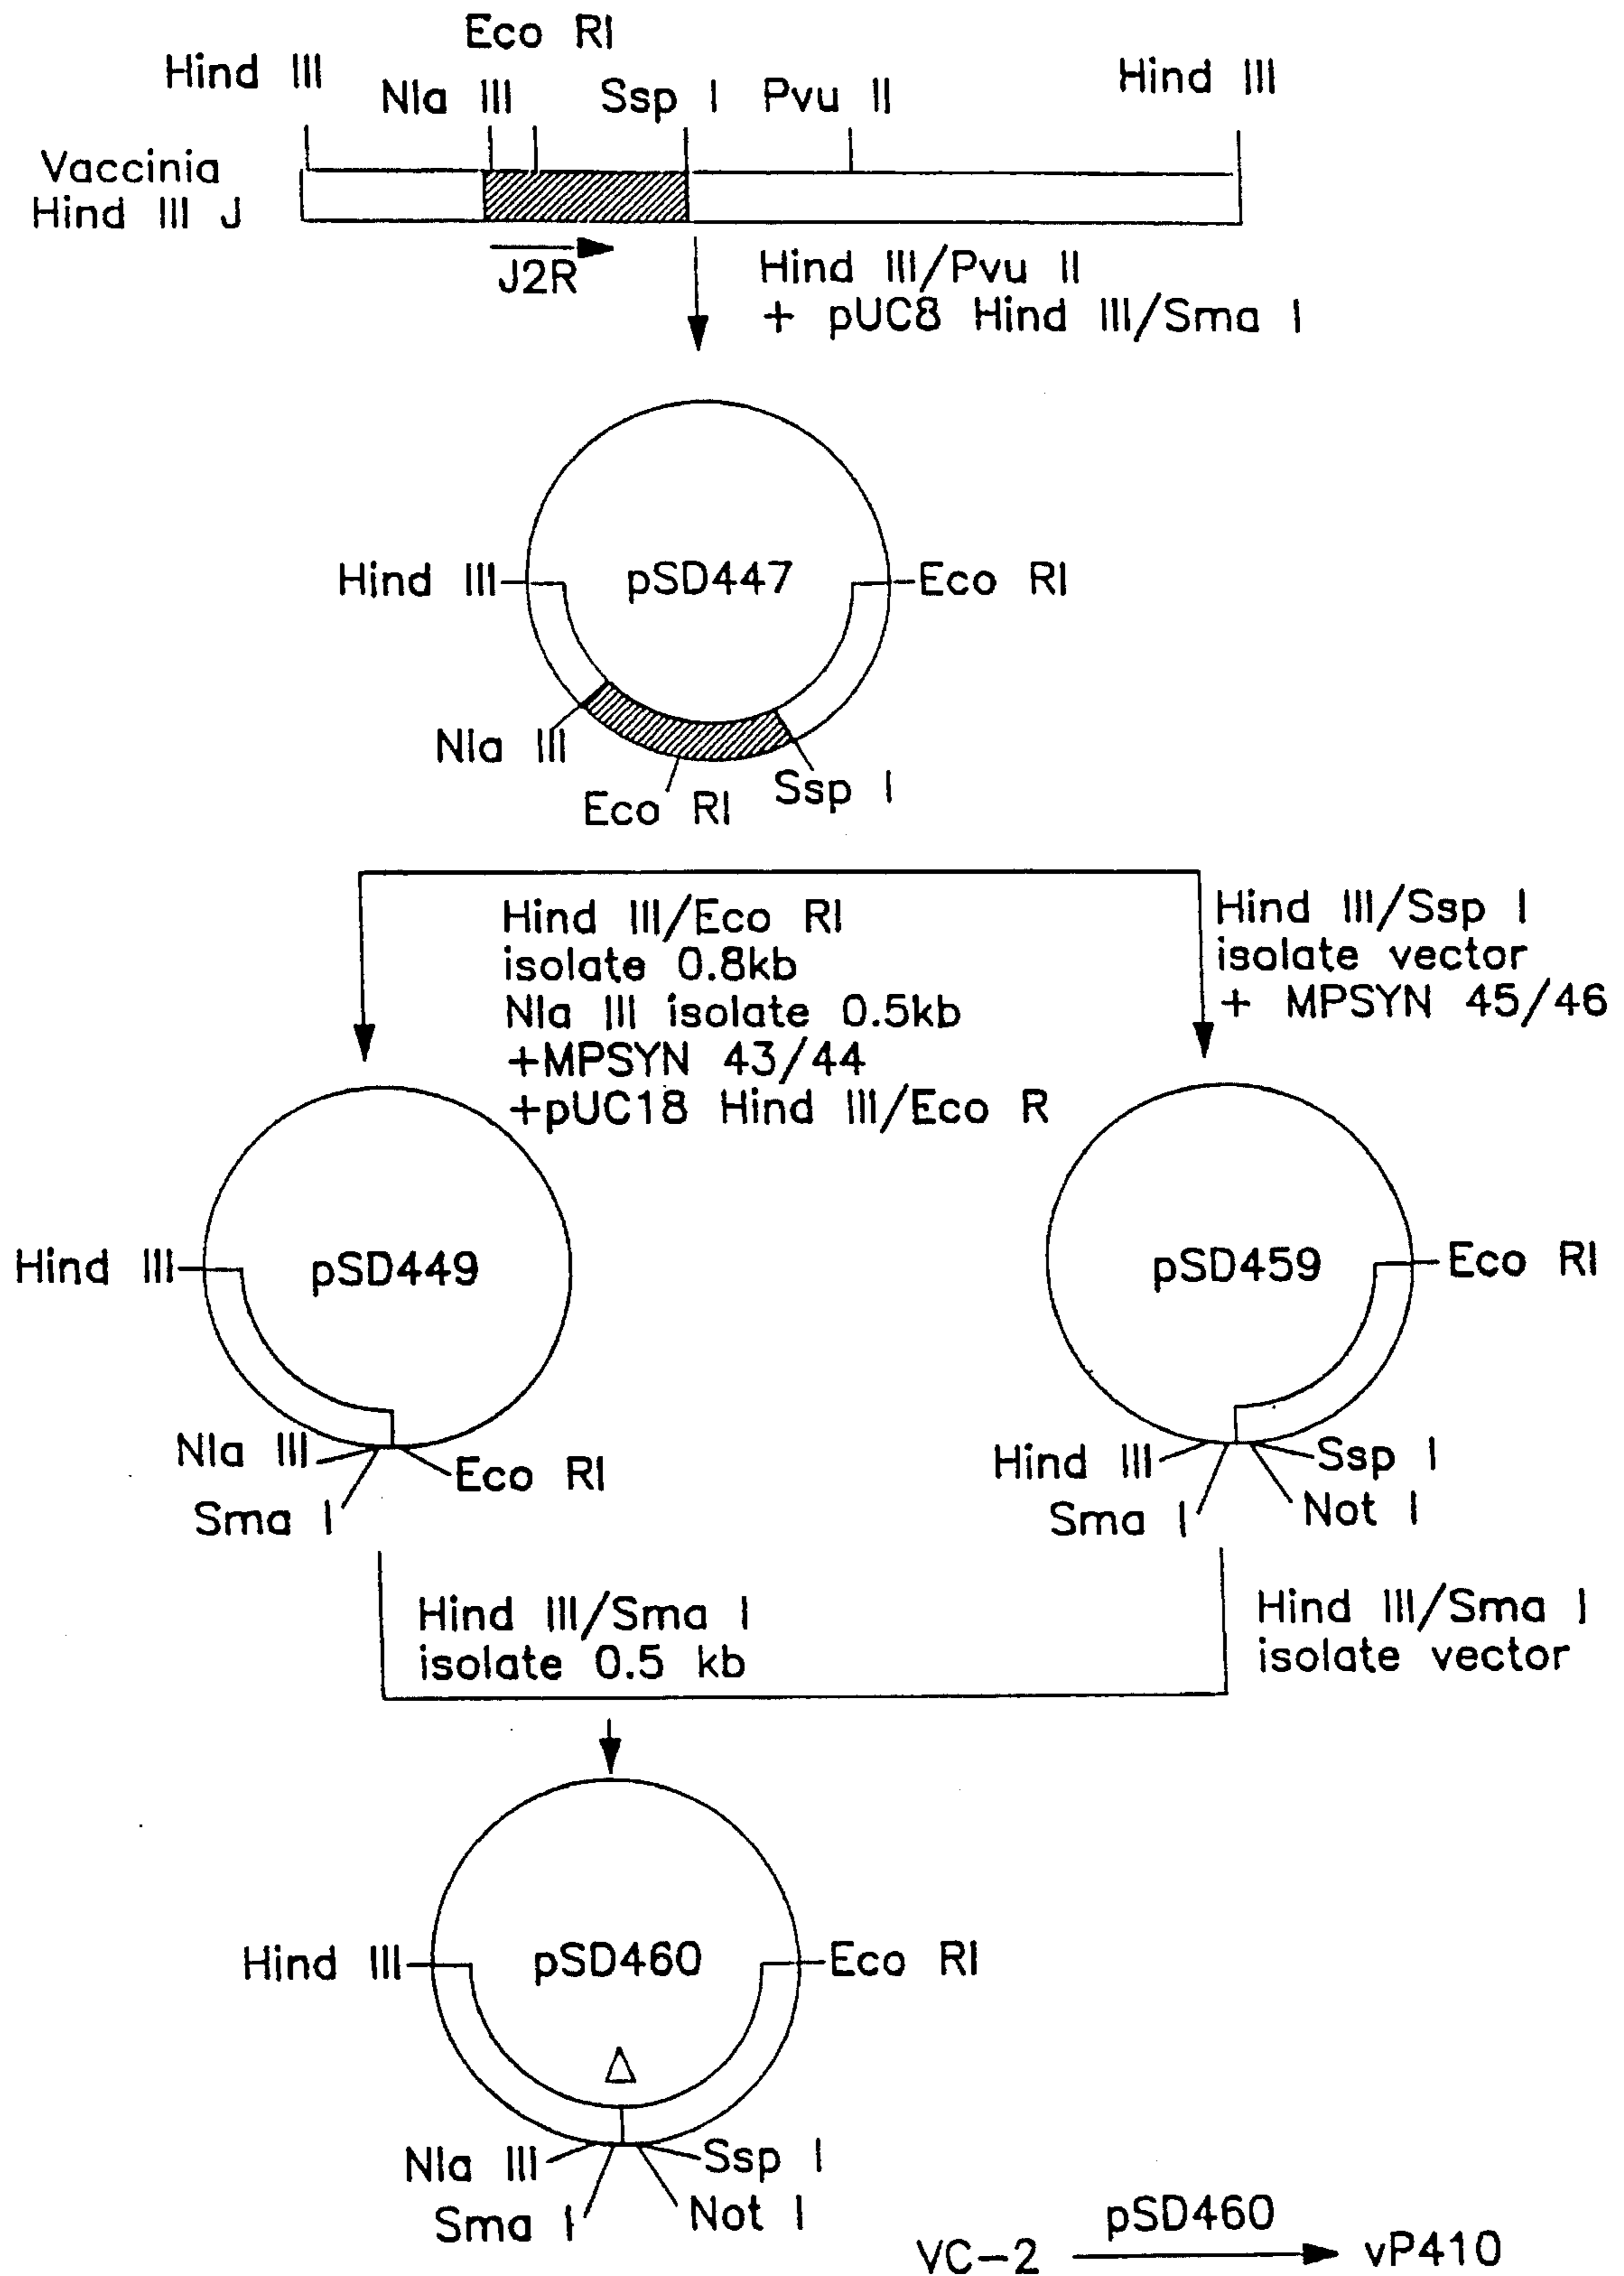 Eco RI
Hind III
Nla III
Ssp I
Pvu II
Hind III
Vaccinia
Hind III J
J2R
Hind III/Pvu II
+ pUC8 Hind III/Sma I
Hind III
pSD447
Eco RI
Nla III
Eco RI
Ssp I
Hind III/Eco RI
isolate 0.8kb
Nla III isolate 0.5kb
+MPSYN 43/44
+pUC18 Hind III/Eco R
Hind III/Ssp I
isolate vector
+ MPSYN 45/46
Hind III
pSD449
Nla III
Sma I
Eco RI
pSD459
Eco RI
Hind III
Sma I
Ssp I
Not I
Hind III/Sma I
isolate 0.5 kb
Hind III/Sma I
isolate vector
Hind III
pSD460
Eco RI
Δ
Nla III
Sma I
Ssp I
Not I
pSD460
VC-2
vP410